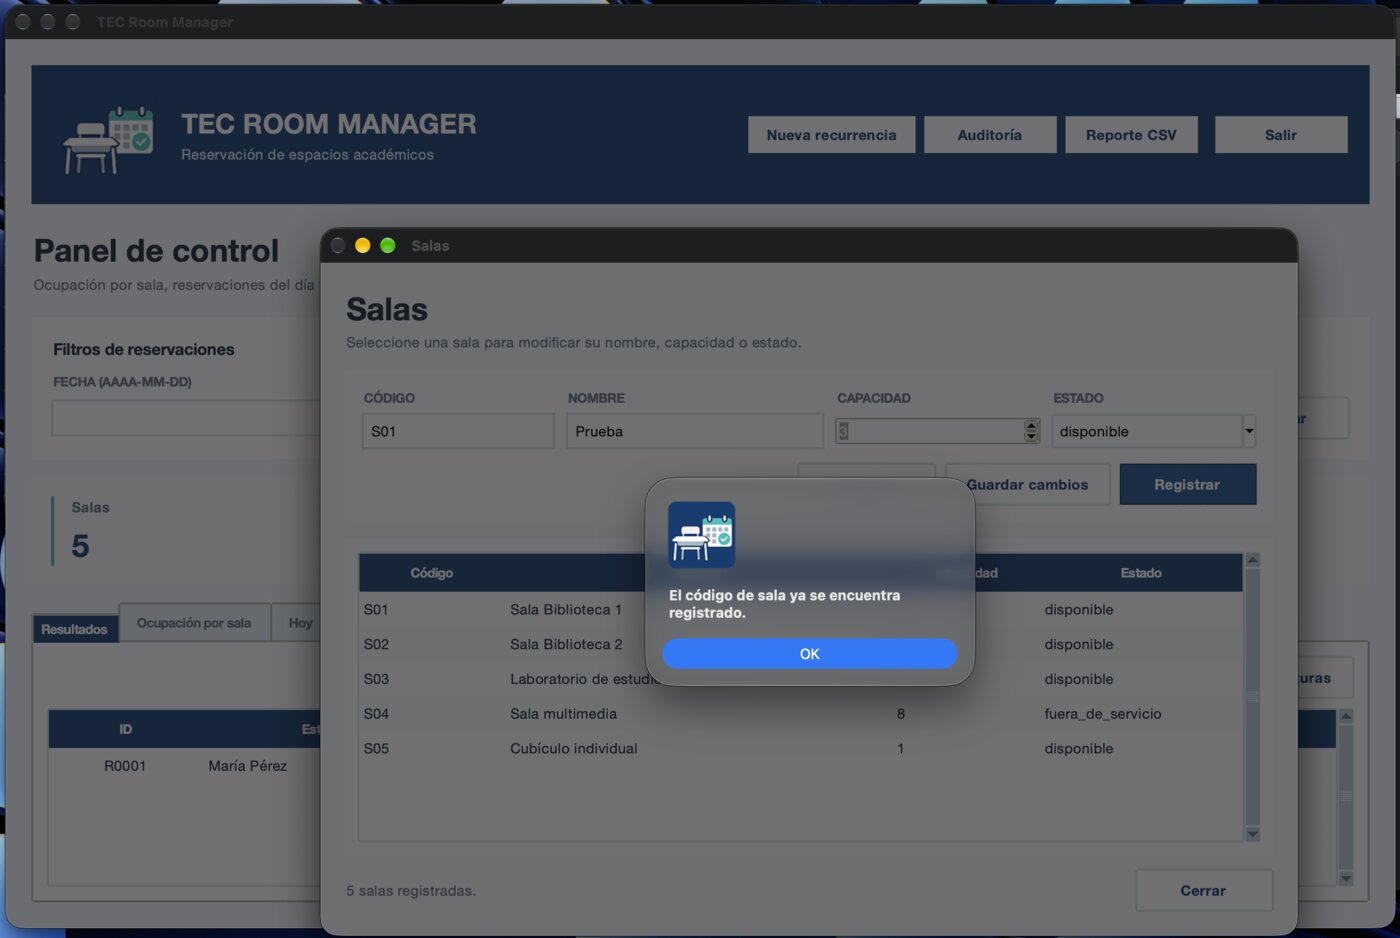 TEC Room Manager
TEC ROOM MANAGER
Reservación de espacios académicos
Nueva recurrencia
Auditoría
Reporte CSV
Salir
Panel de control
Ocupación por sala, reservaciones del día
Filtros de reservaciones
FECHA (AAAA-MM-DD)
Salas
5
Resultados
Ocupación por sala
Hoy
ID
R0001
María Pérez
Salas
Salas
Seleccione una sala para modificar su nombre, capacidad o estado.
CÓDIGO
NOMBRE
CAPACIDAD
ESTADO
S01
Prueba
3
disponible
Guardar cambios
Registrar
Código
Estado
S01 Sala Biblioteca 1 disponible
S02 Sala Biblioteca 2 disponible
S03 Laboratorio de disponible
S04 Sala multimedia 8 fuera_de_servicio
S05 Cubículo individual 1 disponible
El código de sala ya se encuentra
registrado.
OK
5 salas registradas.
Cerrar